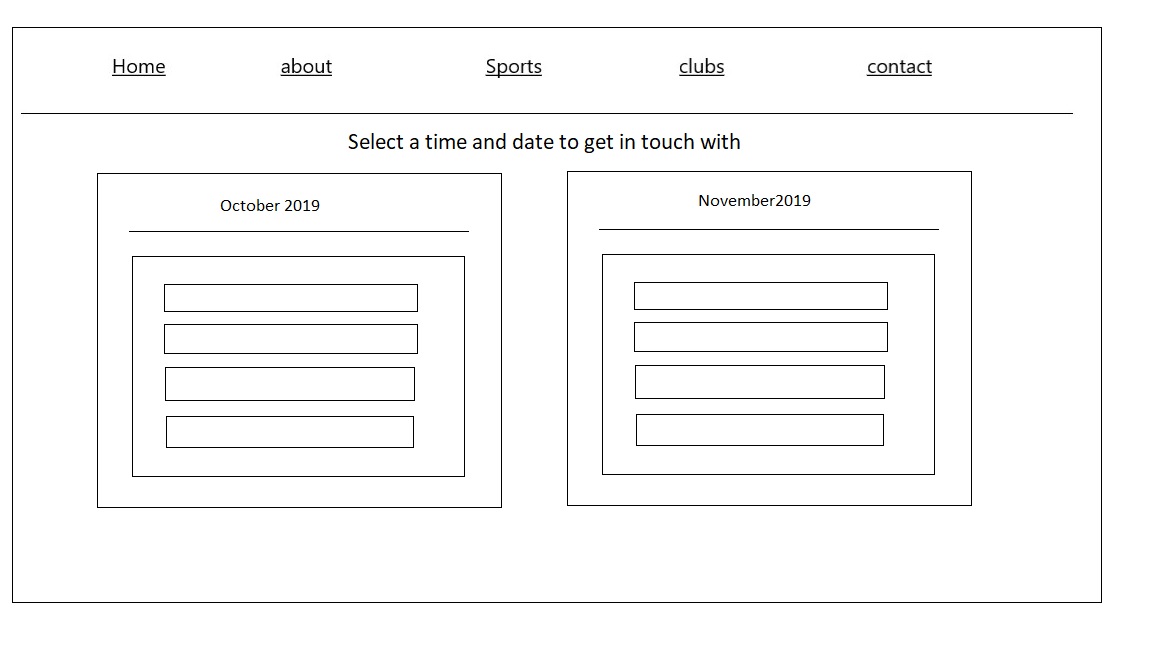 Home about Sports clubs contact
Select a time and date to get in touch with
October 2019
November2019